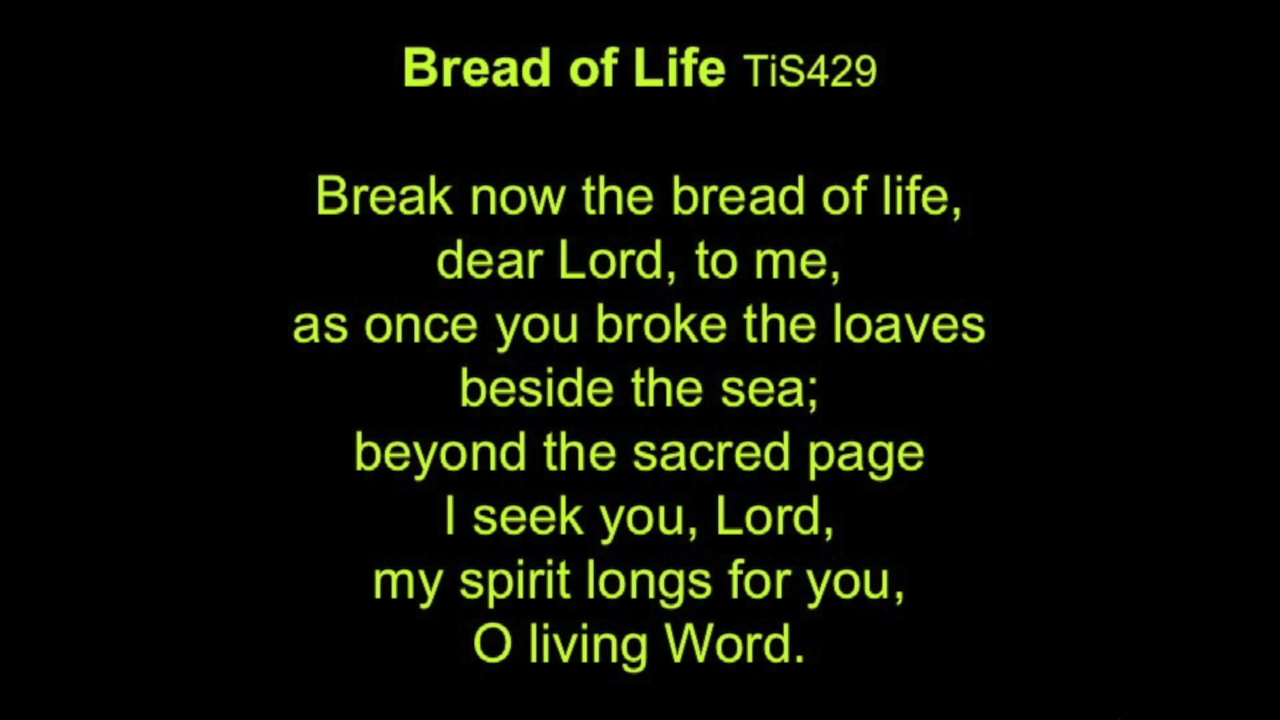 Bread of Life TiS429
Break now the bread of life,
dear Lord, to me,
as once you broke the loaves
beside the sea;
beyond the sacred page
I seek you, Lord,
my spirit longs for you,
O living Word.